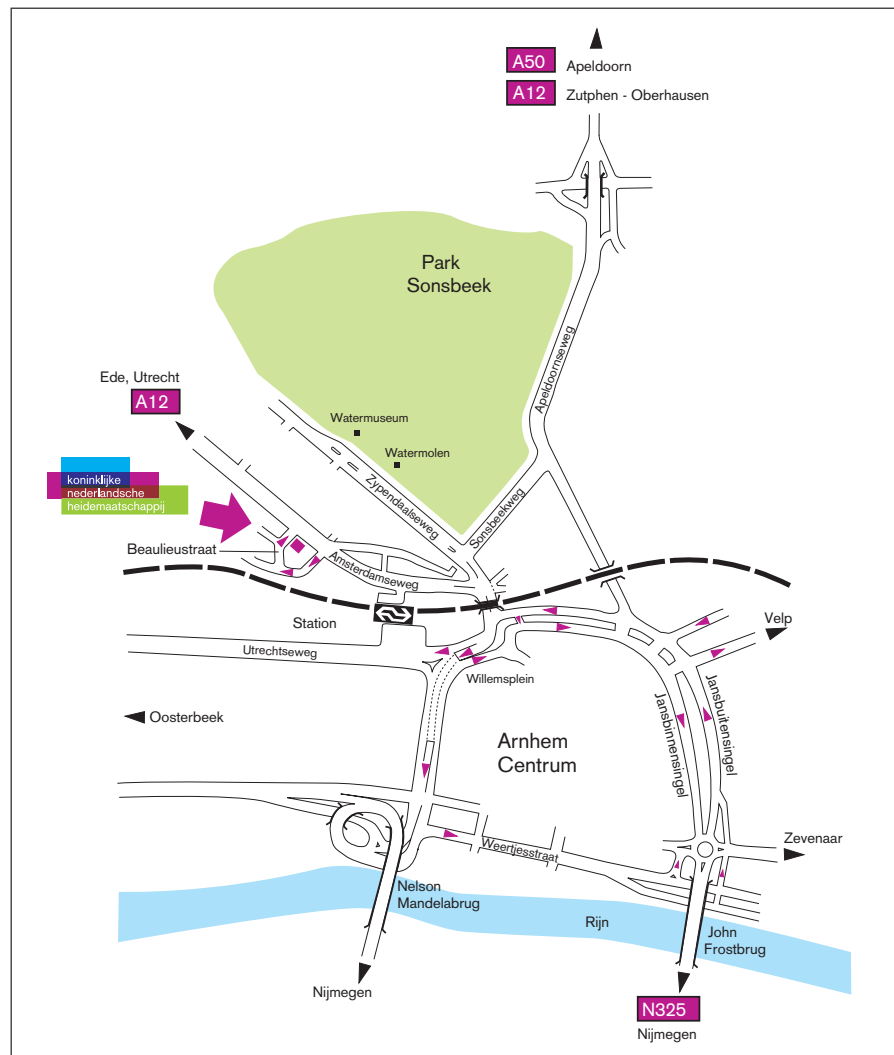 A50 Apeldoorn
A12 Zutphen - Oberhausen
Park
Sonsbeek
Apeldoornseweg
Ede, Utrecht
A12
Watermuseum
Watermolen
Zypendaalseweg
Sonsbeekweg
koninklijke
nederlandsche
heidemaatschappij
Beaulieustraat
Amsterdamseweg
Station
Velp
Utrechtseweg
Willemsplein
Jansbinnensingel
Jansbuitensingel
Oosterbeek
Arnhem
Centrum
Zevenaar
Weertjesstraat
Nelson
Mandelabrug
Rijn
John
Frostbrug
Nijmegen
N325
Nijmegen